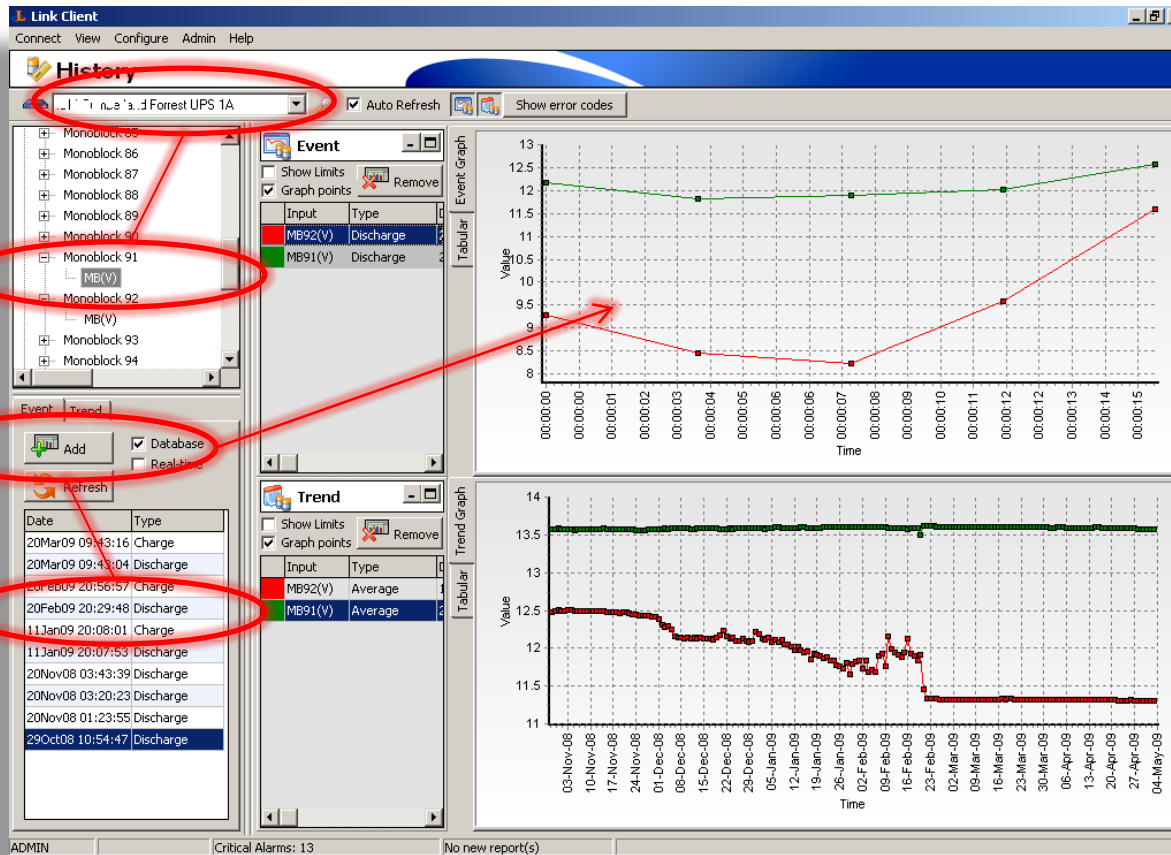 Link Client
Connect View Configure Admin Help
History
Forrest UPS 1A
Auto Refresh
Show error codes
Monoblock 85
Monoblock 86
Monoblock 87
Monoblock 88
Monoblock 89
Monoblock 90
Monoblock 91
MB(V)
Monoblock 92
MB(V)
Monoblock 93
Monoblock 94
Event Trend
Add
Database
Real-time
Refresh
Date Type
20Mar09 09:43:16 Charge
20Mar09 09:43:04 Discharge
20Feb09 20:56:57 Charge
20Feb09 20:29:48 Discharge
11Jan09 20:08:01 Charge
11Jan09 20:07:53 Discharge
20Nov08 03:43:39 Discharge
20Nov08 03:20:23 Discharge
20Nov08 01:23:55 Discharge
29Oct08 10:54:47 Discharge
Event
Show Limits
Graph points
Remove
Input Type
MB92(V) Discharge 2
MB91(V) Discharge 2
Event Graph
Tabular
Value
13
12.5
12
11.5
11
10.5
10
9.5
9
8.5
8
00:00:00 00:00:00 00:00:01 00:00:02 00:00:03 00:00:04 00:00:05 00:00:06 00:00:07 00:00:08 00:00:09 00:00:10 00:00:11 00:00:12 00:00:12 00:00:13 00:00:14 00:00:15
Time
Trend
Show Limits
Graph points
Remove
Input Type
MB92(V) Average 1
MB91(V) Average 2
Trend Graph
Tabular
Value
14
13.5
13
12.5
12
11.5
11
03-Nov-08 10-Nov-08 17-Nov-08 24-Nov-08 01-Dec-08 08-Dec-08 15-Dec-08 22-Dec-08 29-Dec-08 05-Jan-09 12-Jan-09 19-Jan-09 26-Jan-09 02-Feb-09 09-Feb-09 16-Feb-09 23-Feb-09 02-Mar-09 09-Mar-09 16-Mar-09 23-Mar-09 30-Mar-09 06-Apr-09 13-Apr-09 20-Apr-09 27-Apr-09 04-May-09
Time
ADMIN
Critical Alarms: 13
No new report(s)